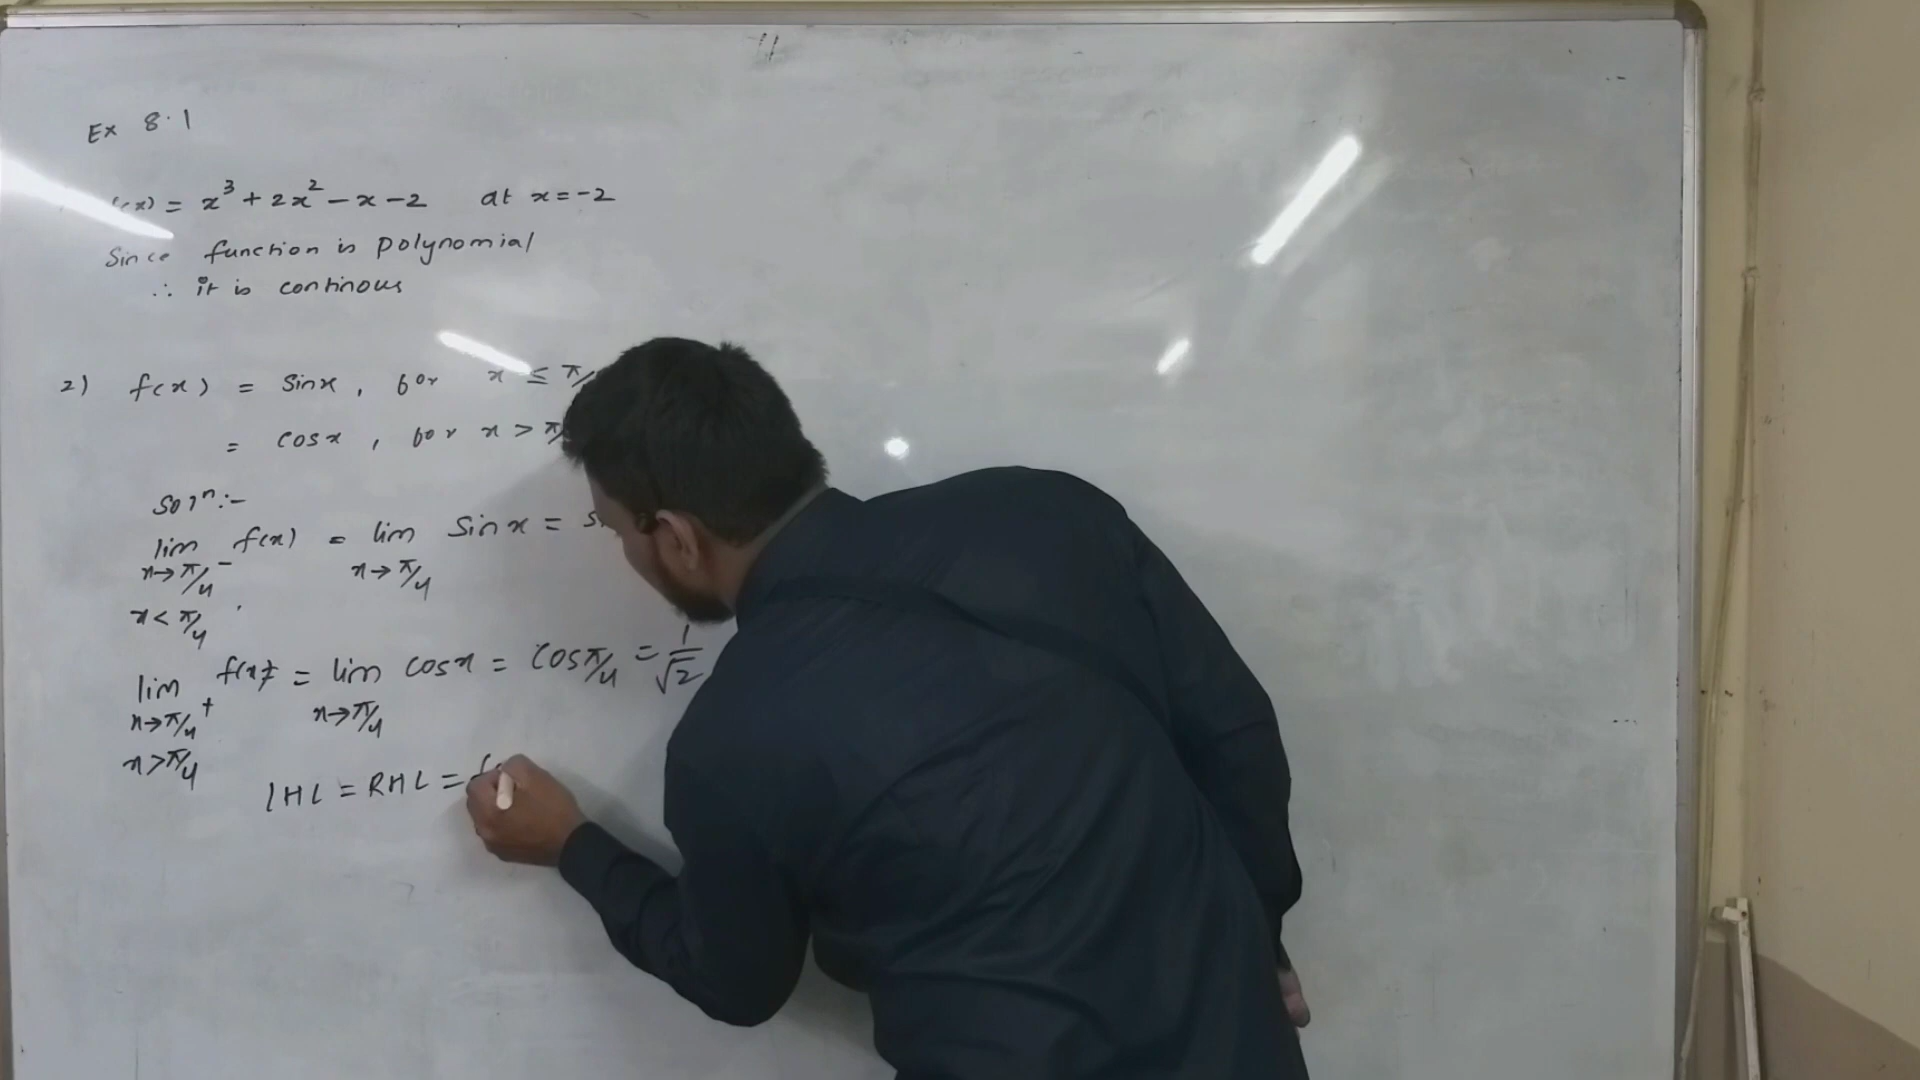 Ex 8.1
f(x) = x³ + 2x² - x - 2 at x = -2
Since function is polynomial
∴ it is continous
2) f(x) = sinx , for x ≤ π/
= cosx , for x > π/
Solⁿ:-
lim f(x) = lim sinx =
x→π/4⁻ x→π/4
x<π/4
lim f(x) = lim cosx = cosπ/4 = 1/√2
x→π/4⁺ x→π/4
x>π/4
LHL = RHL =